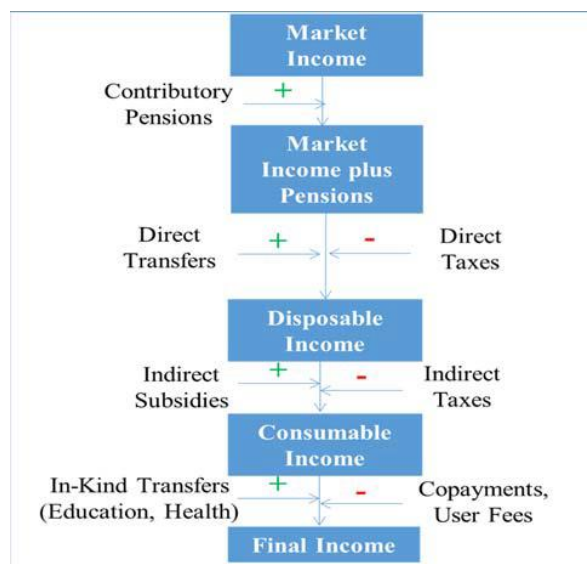 Market
Income
Contributory
Pensions
+
Market
Income plus
Pensions
Direct
Transfers
+
-
Direct
Taxes
Disposable
Income
Indirect
Subsidies
+
-
Indirect
Taxes
Consumable
Income
In-Kind Transfers
(Education, Health)
+
-
Copayments,
User Fees
Final Income